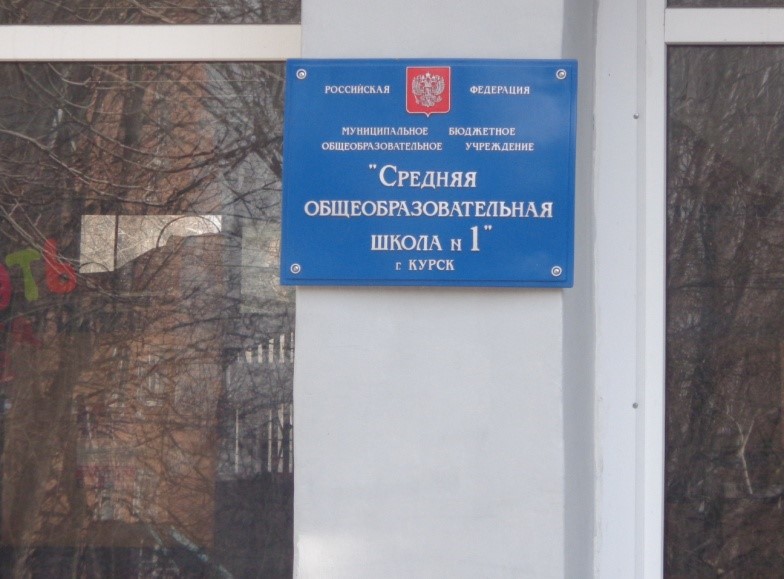 РОССИЙСКАЯ ФЕДЕРАЦИЯ
МУНИЦИПАЛЬНОЕ БЮДЖЕТНОЕ
ОБЩЕОБРАЗОВАТЕЛЬНОЕ УЧРЕЖДЕНИЕ
"СРЕДНЯЯ
ОБЩЕОБРАЗОВАТЕЛЬНАЯ
ШКОЛА N 1"
Г. КУРСК